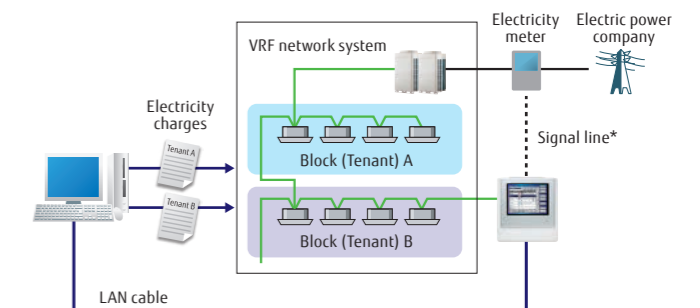 Electricity
meter
Electric power
company
VRF network system
Electricity
charges
Tenant A
Block (Tenant) A
Signal line*
Tenant B
Block (Tenant) B
LAN cable